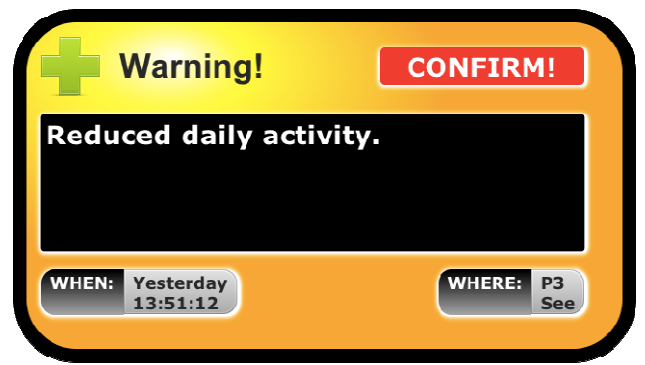 Warning!
CONFIRM!
Reduced daily activity.
WHEN: Yesterday
13:51:12
WHERE: P3
See